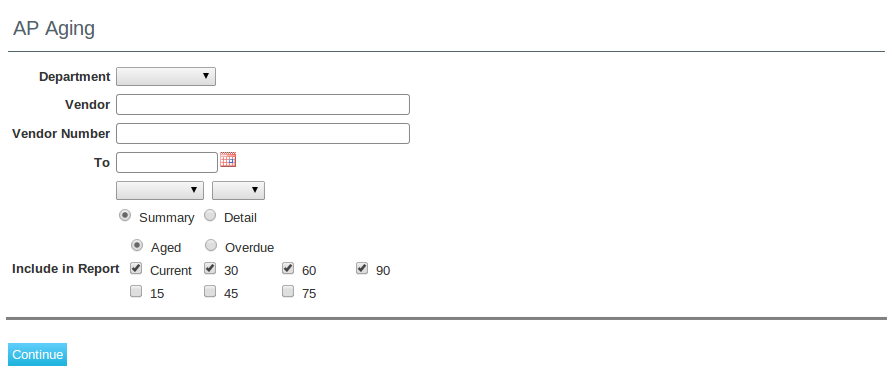 AP Aging
Department
Vendor
Vendor Number
To
Summary Detail
Aged Overdue
Include in Report Current 30 60 90
15 45 75
Continue